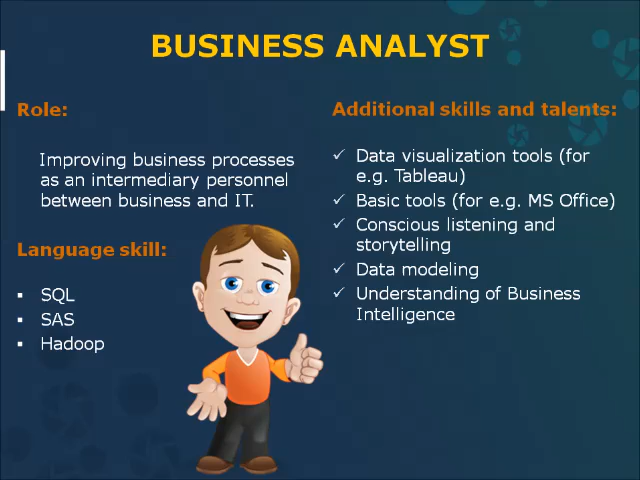 BUSINESS ANALYST
Role:
Improving business processes
as an intermediary personnel
between business and IT.
Language skill:
▪ SQL
▪ SAS
▪ Hadoop
Additional skills and talents:
✓ Data visualization tools (for
e.g. Tableau)
✓ Basic tools (for e.g. MS Office)
✓ Conscious listening and
storytelling
✓ Data modeling
✓ Understanding of Business
Intelligence